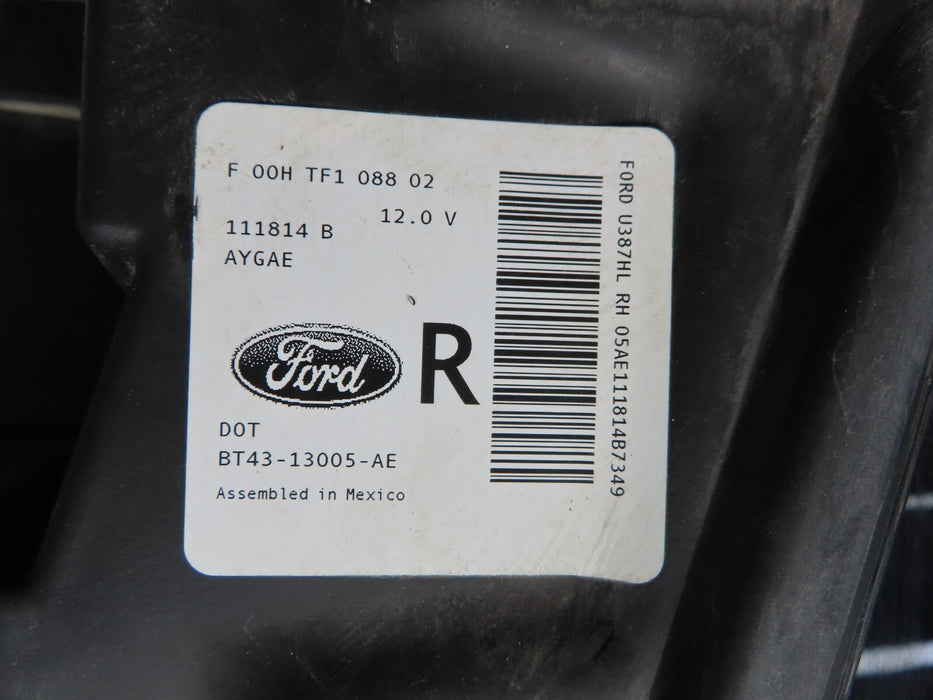 F 00H TF1 088 02
12.0 V
111814 B
AYGAE
Ford
R
DOT
BT43-13005-AE
Assembled in Mexico
FORD U387HL RH 05AE111814B7349